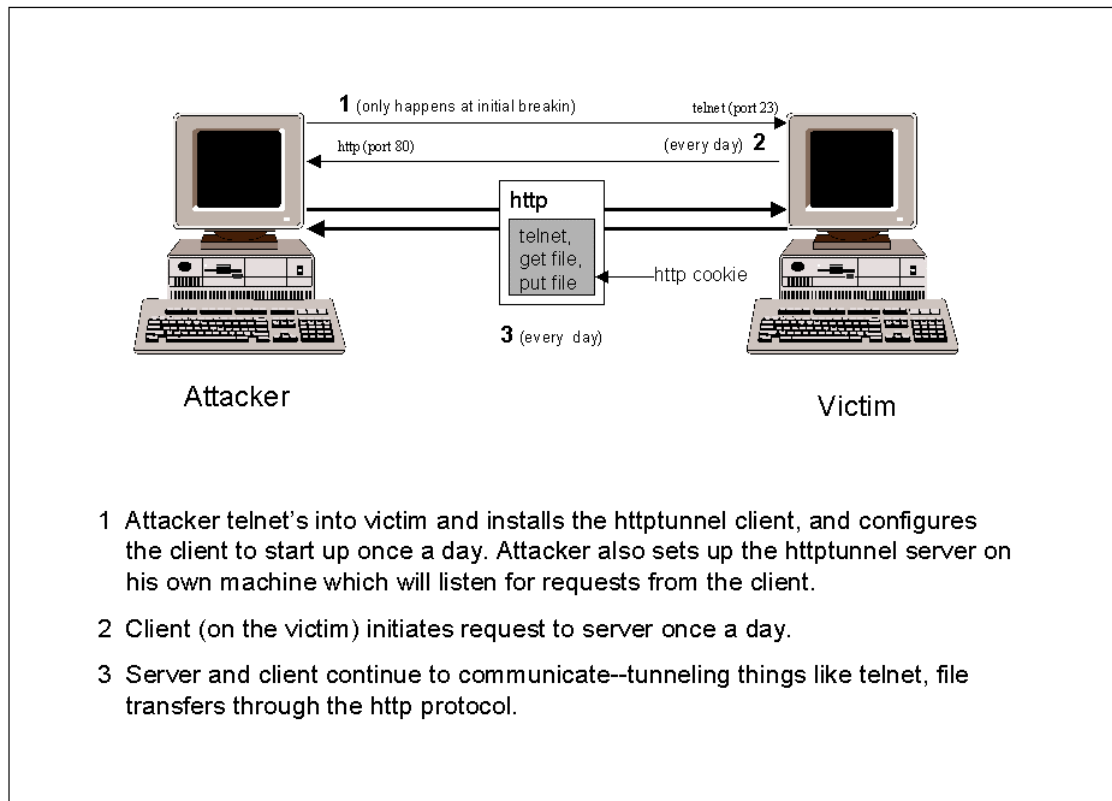 1 (only happens at initial breakin)
telnet (port 23)
http (port 80)
(every day) 2
http
telnet,
get file,
put file
http cookie
3 (every day)
Attacker
Victim
1 Attacker telnet's into victim and installs the httptunnel client, and configures
the client to start up once a day. Attacker also sets up the httptunnel server on
his own machine which will listen for requests from the client.
2 Client (on the victim) initiates request to server once a day.
3 Server and client continue to communicate--tunneling things like telnet, file
transfers through the http protocol.